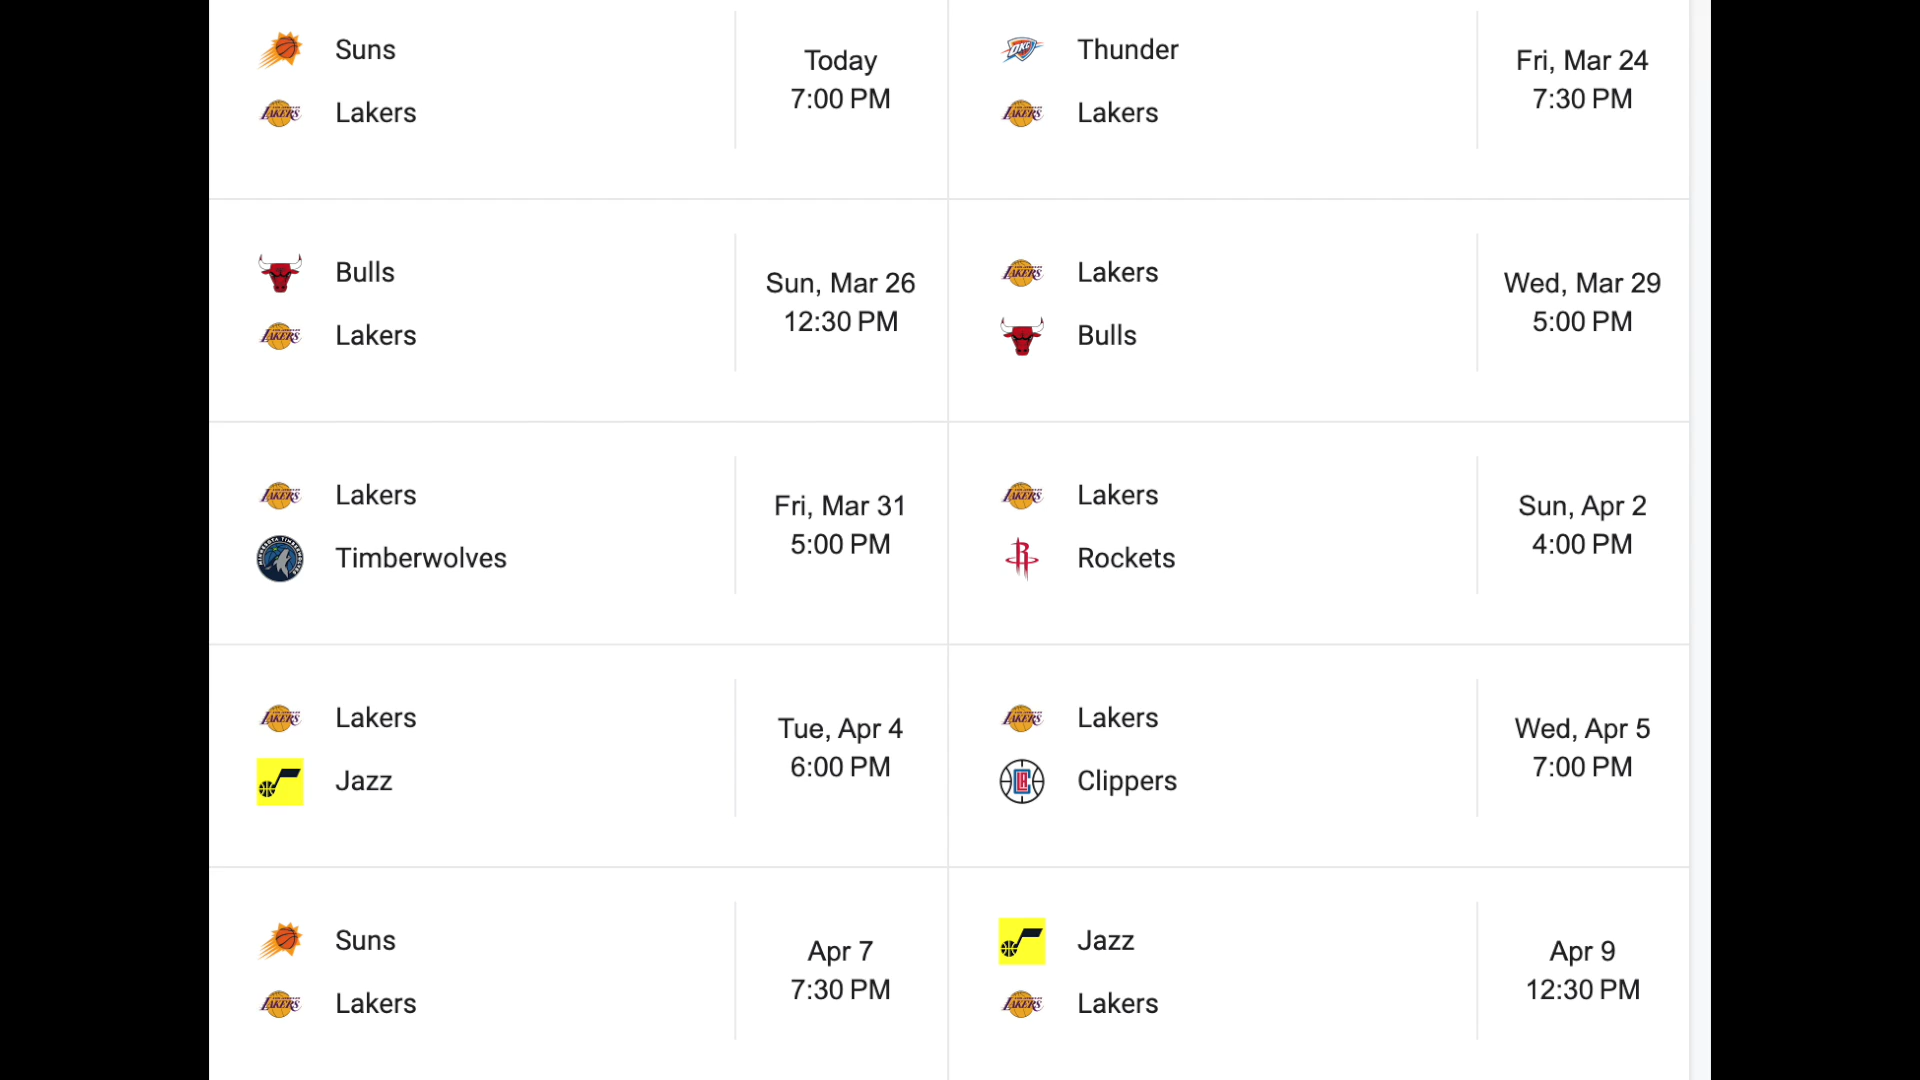 Suns
Lakers
Today
7:00 PM
Thunder
Lakers
Fri, Mar 24
7:30 PM
Bulls
Lakers
Sun, Mar 26
12:30 PM
Lakers
Bulls
Wed, Mar 29
5:00 PM
Lakers
Timberwolves
Fri, Mar 31
5:00 PM
Lakers
Rockets
Sun, Apr 2
4:00 PM
Lakers
Jazz
Tue, Apr 4
6:00 PM
Lakers
Clippers
Wed, Apr 5
7:00 PM
Suns
Lakers
Apr 7
7:30 PM
Jazz
Lakers
Apr 9
12:30 PM